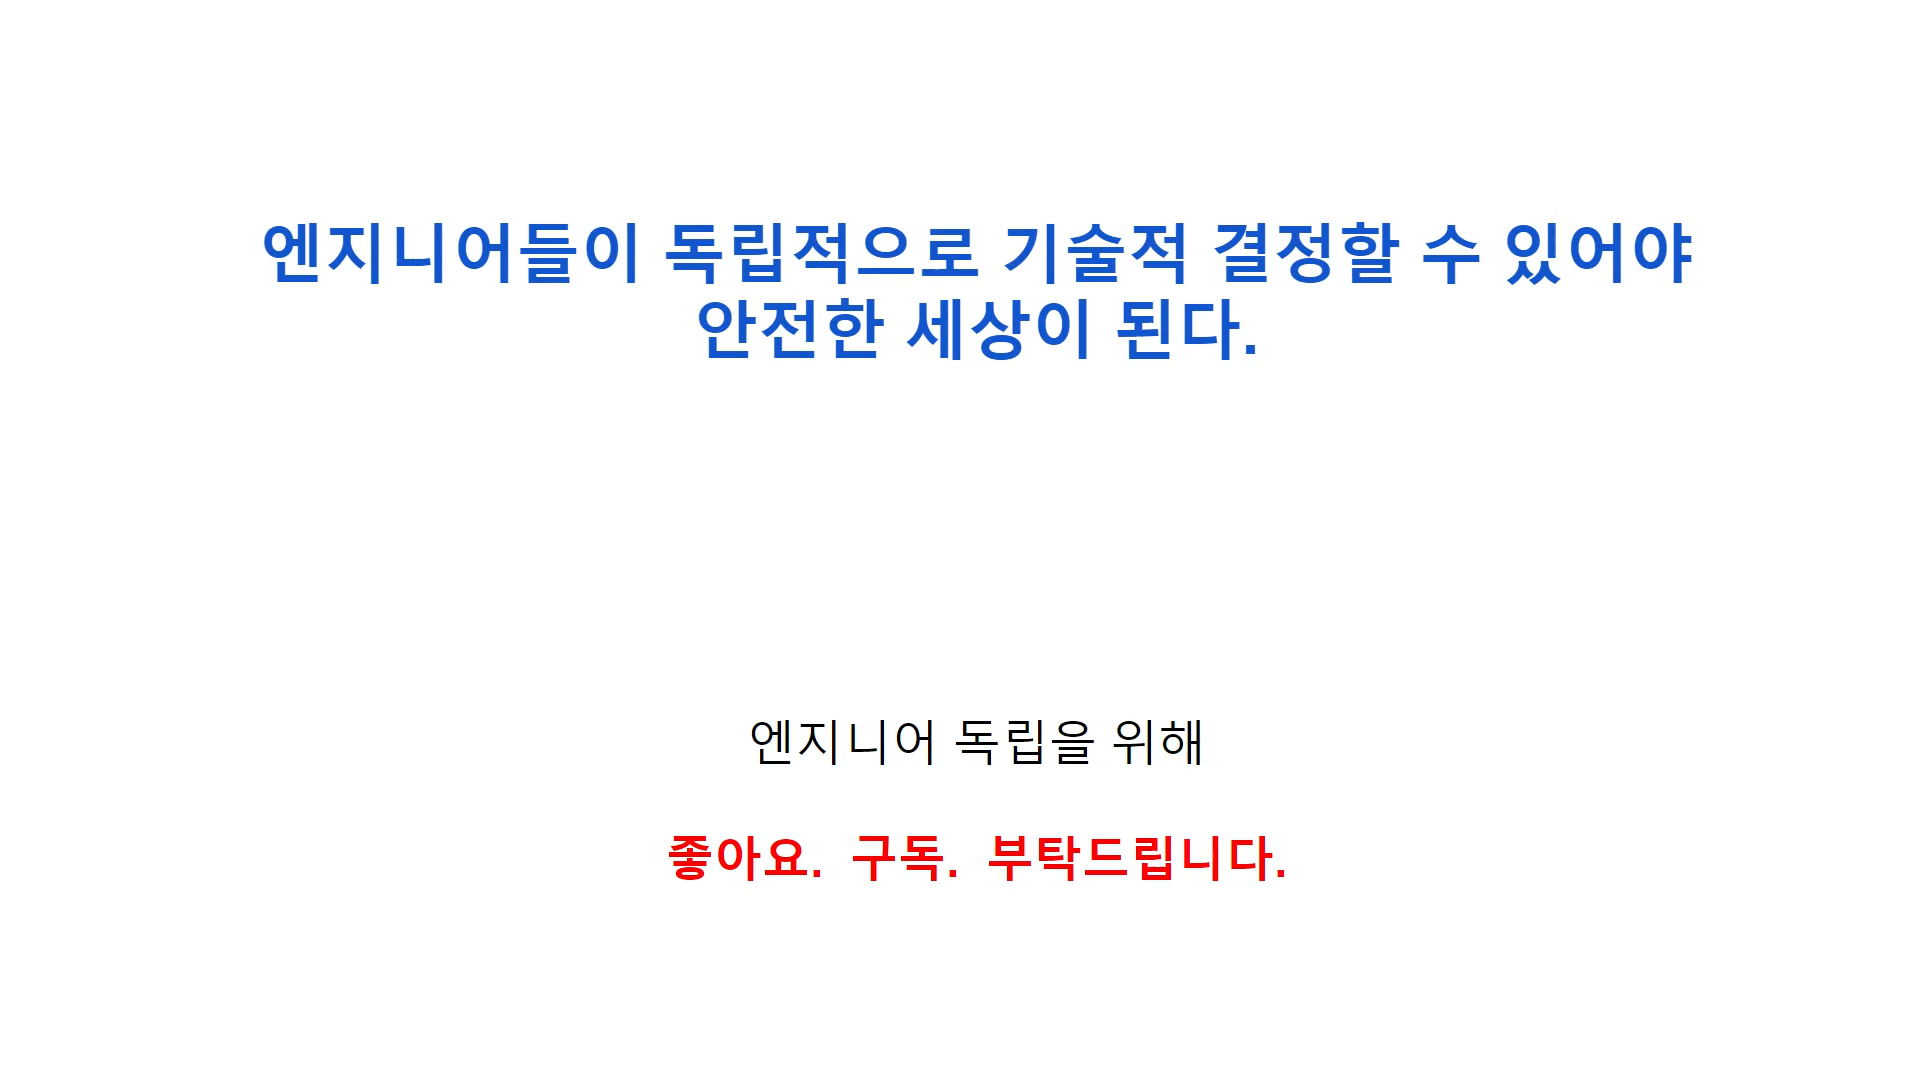 엔지니어들이 독립적으로 기술적 결정할 수 있어야
안전한 세상이 된다.
엔지니어 독립을 위해
좋아요. 구독. 부탁드립니다.